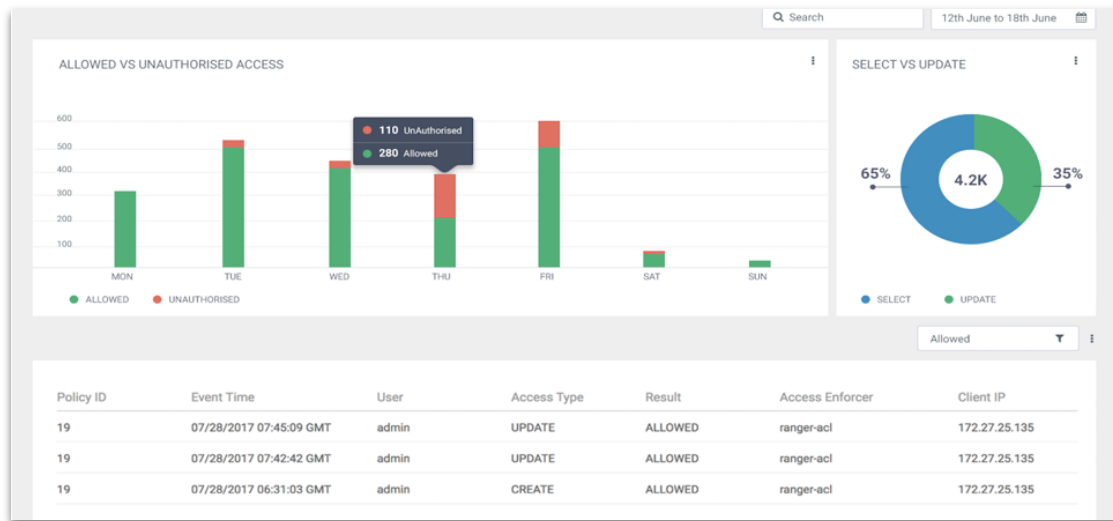 Search
12th June to 18th June
ALLOWED VS UNAUTHORISED ACCESS
600
500
400
300
200
100
110 UnAuthorised
280 Allowed
MON TUE WED THU FRI SAT SUN
ALLOWED UNAUTHORISED
SELECT VS UPDATE
65% 4.2K 35%
SELECT UPDATE
Allowed
Policy ID Event Time User Access Type Result Access Enforcer Client IP
19 07/28/2017 07:45:09 GMT admin UPDATE ALLOWED ranger-acl 172.27.25.135
19 07/28/2017 07:42:42 GMT admin UPDATE ALLOWED ranger-acl 172.27.25.135
19 07/28/2017 06:31:03 GMT admin CREATE ALLOWED ranger-acl 172.27.25.135